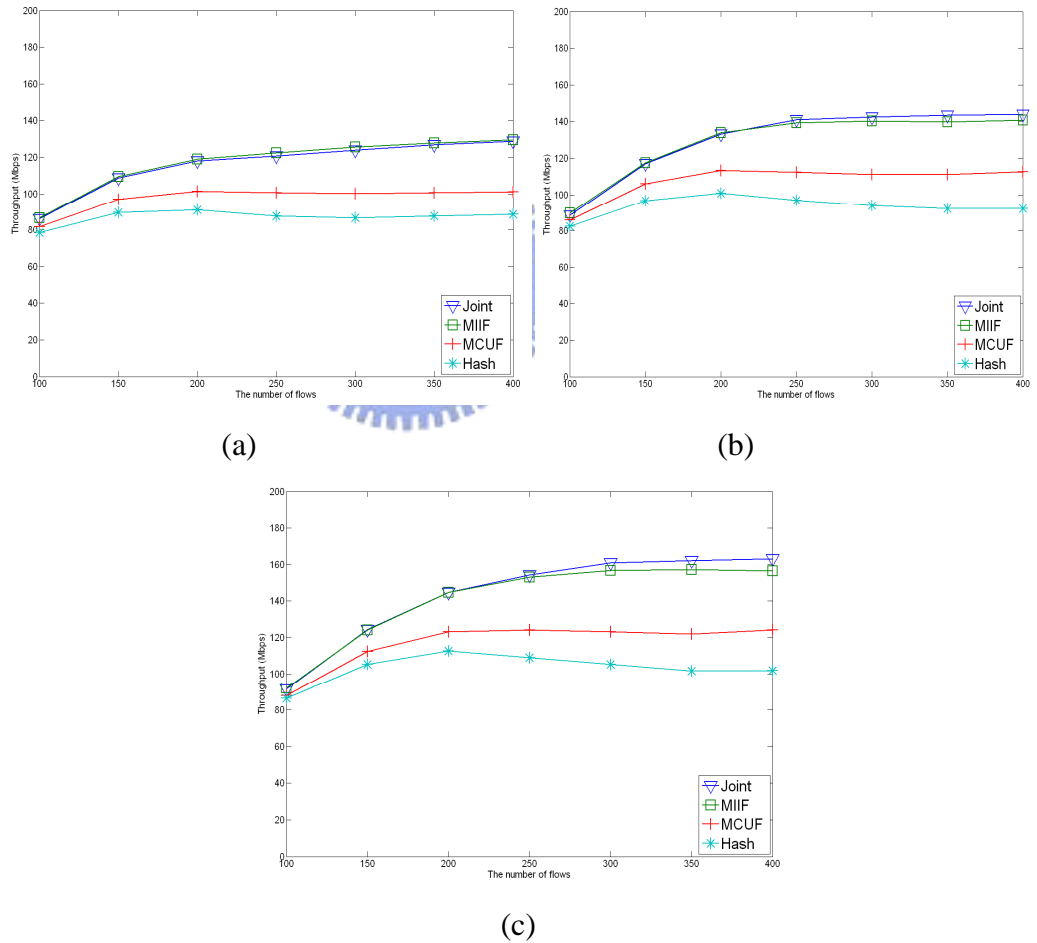 200
180
160
140
120
100
80
60
40
20
0
Throughput (Mbps)
100 150 200 250 300 350 400
The number of flows
Joint
MIIF
MCUF
Hash
(a)
200
180
160
140
120
100
80
60
40
20
0
Throughput (Mbps)
100 150 200 250 300 350 400
The number of flows
Joint
MIIF
MCUF
Hash
(b)
200
180
160
140
120
100
80
60
40
20
0
Throughput (Mbps)
100 150 200 250 300 350 400
The number of flows
Joint
MIIF
MCUF
Hash
(c)